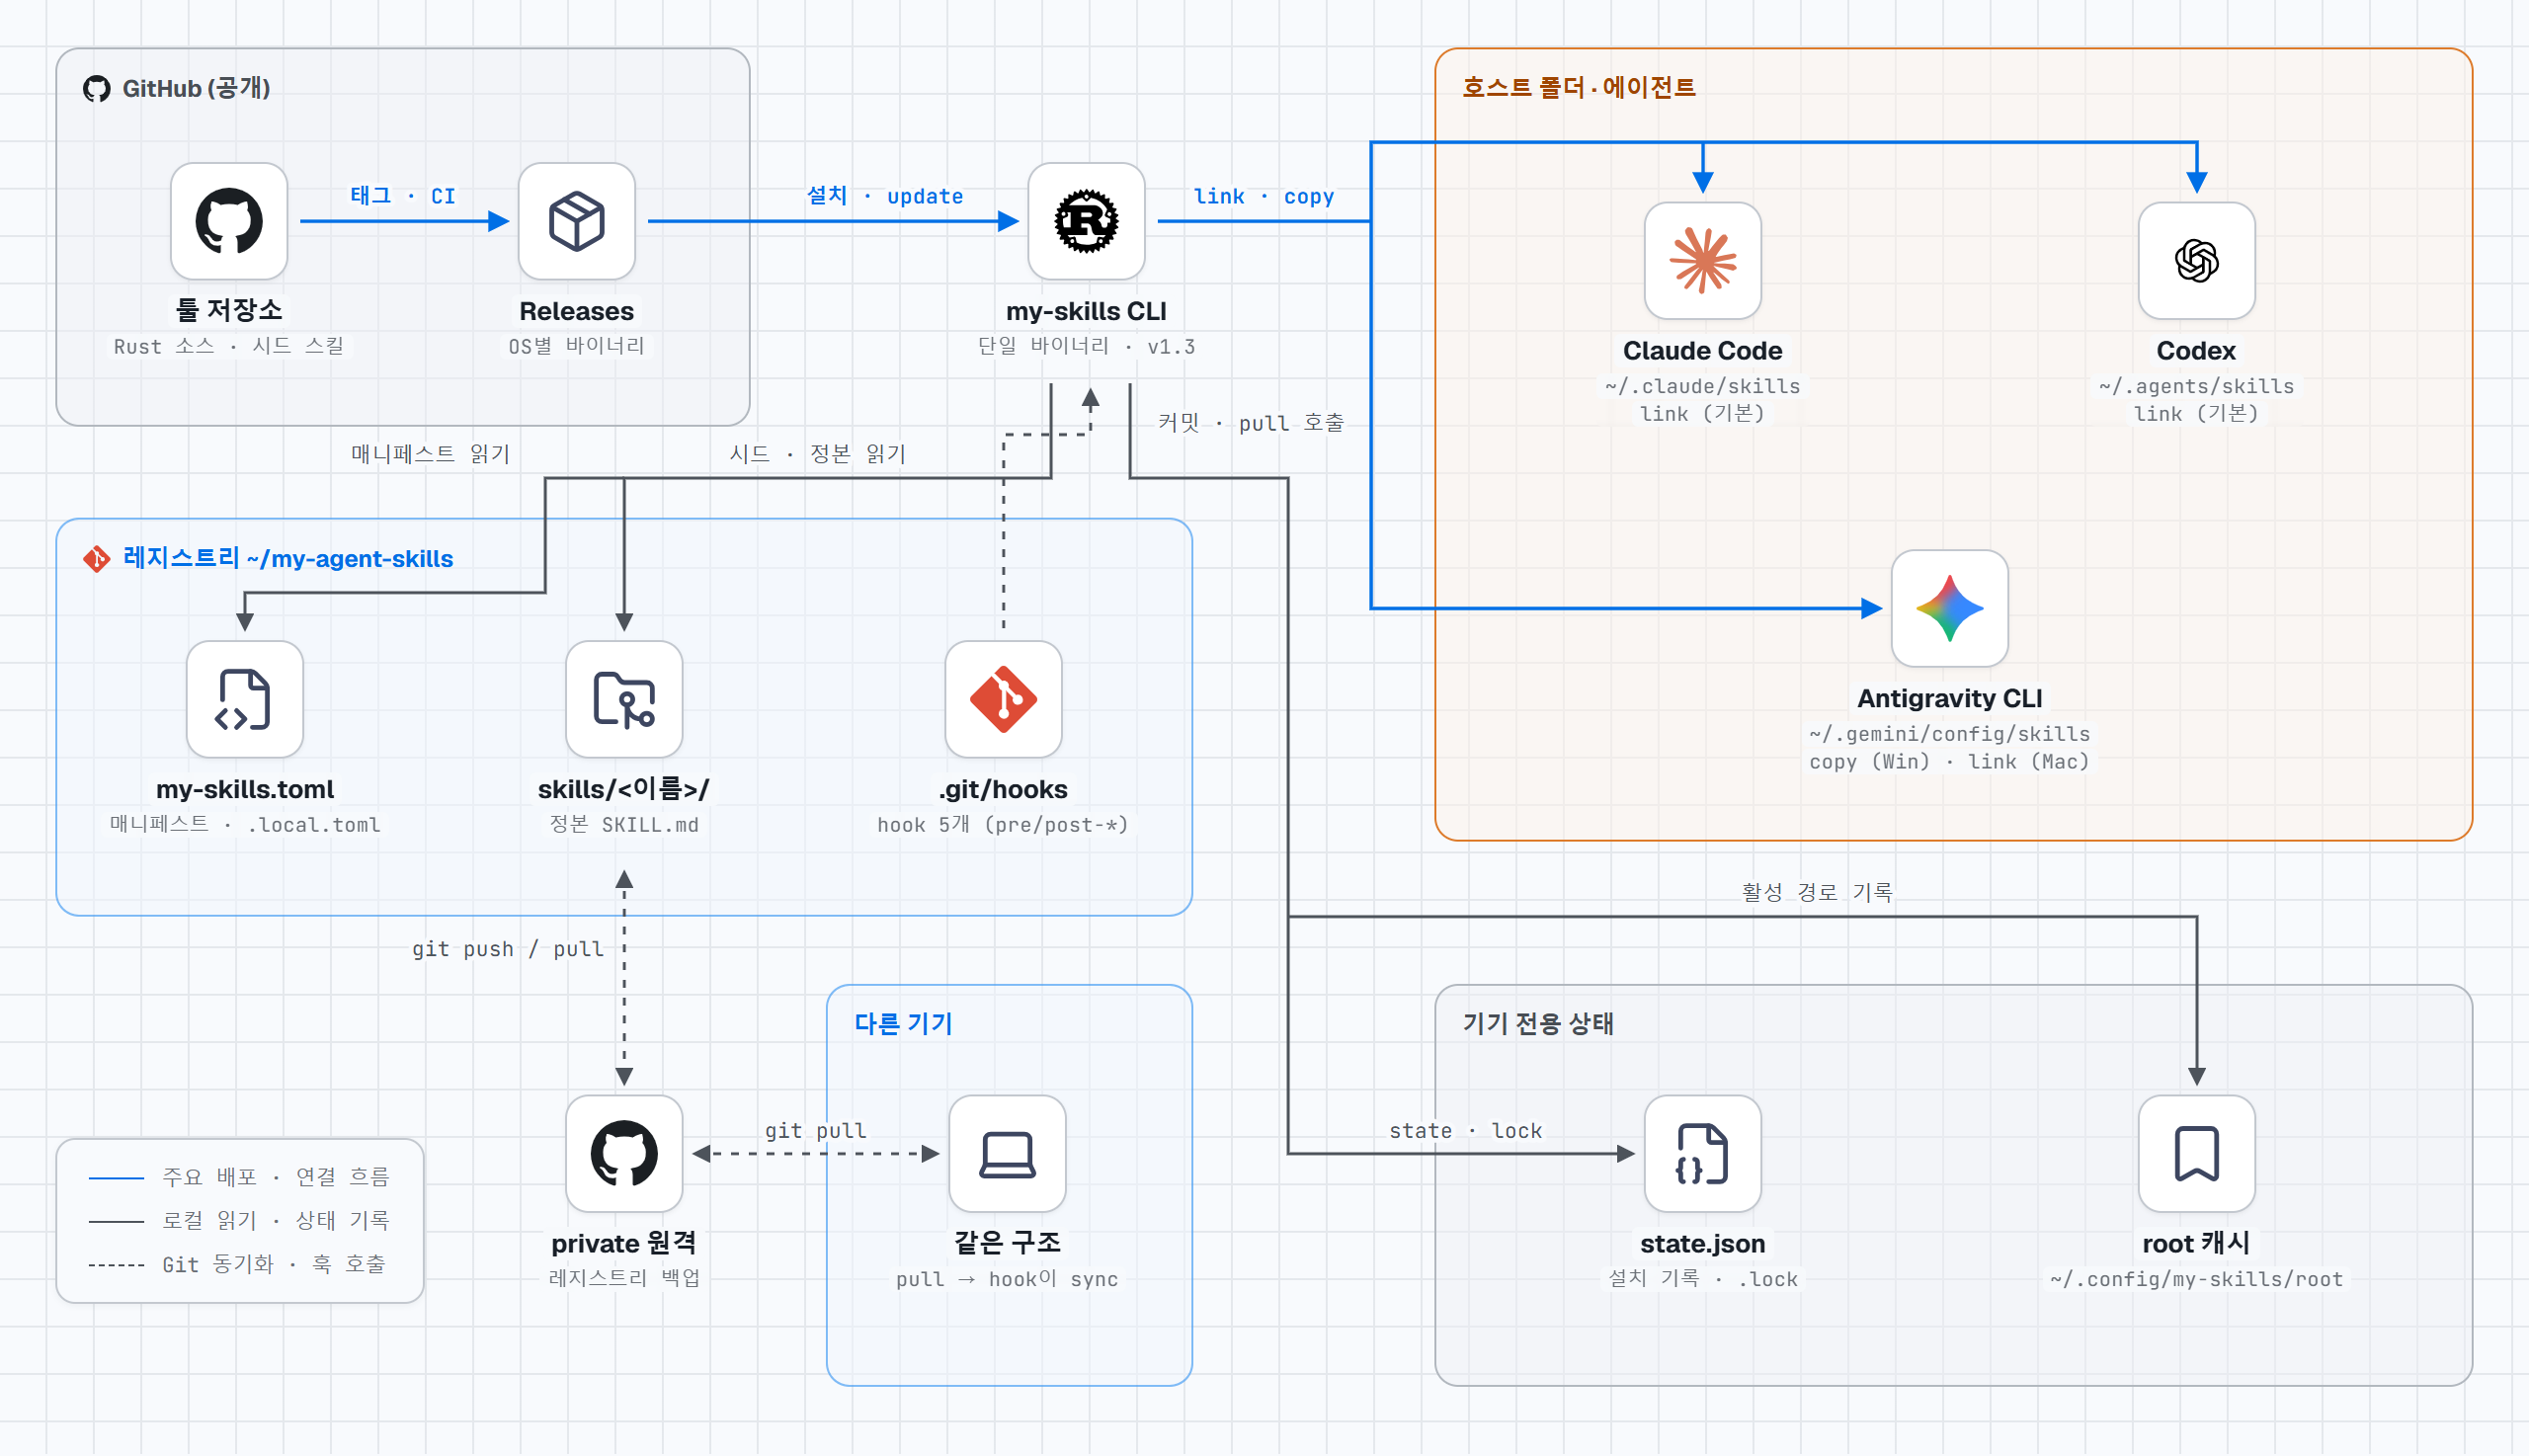 GitHub (공개)
태그 · CI
툴 저장소
Rust 소스 · 시드 스킬
Releases
OS별 바이너리
설치 · update
my-skills CLI
단일 바이너리 · v1.3
link · copy
호스트 폴더 · 에이전트
Claude Code
~/.claude/skills
link (기본)
Codex
~/.agents/skills
link (기본)
Antigravity CLI
~/.gemini/config/skills
copy (Win) · link (Mac)
매니페스트 읽기
시드 · 정본 읽기
커밋 · pull 호출
레지스트리 ~/my-agent-skills
my-skills.toml
매니페스트 · .local.toml
skills/<이름>/
정본 SKILL.md
.git/hooks
hook 5개 (pre/post-*)
git push / pull
활성 경로 기록
다른 기기
git pull
private 원격
레지스트리 백업
같은 구조
pull → hook이 sync
기기 전용 상태
state · lock
state.json
설치 기록 · .lock
root 캐시
~/.config/my-skills/root
주요 배포 · 연결 흐름
로컬 읽기 · 상태 기록
Git 동기화 · 훅 호출